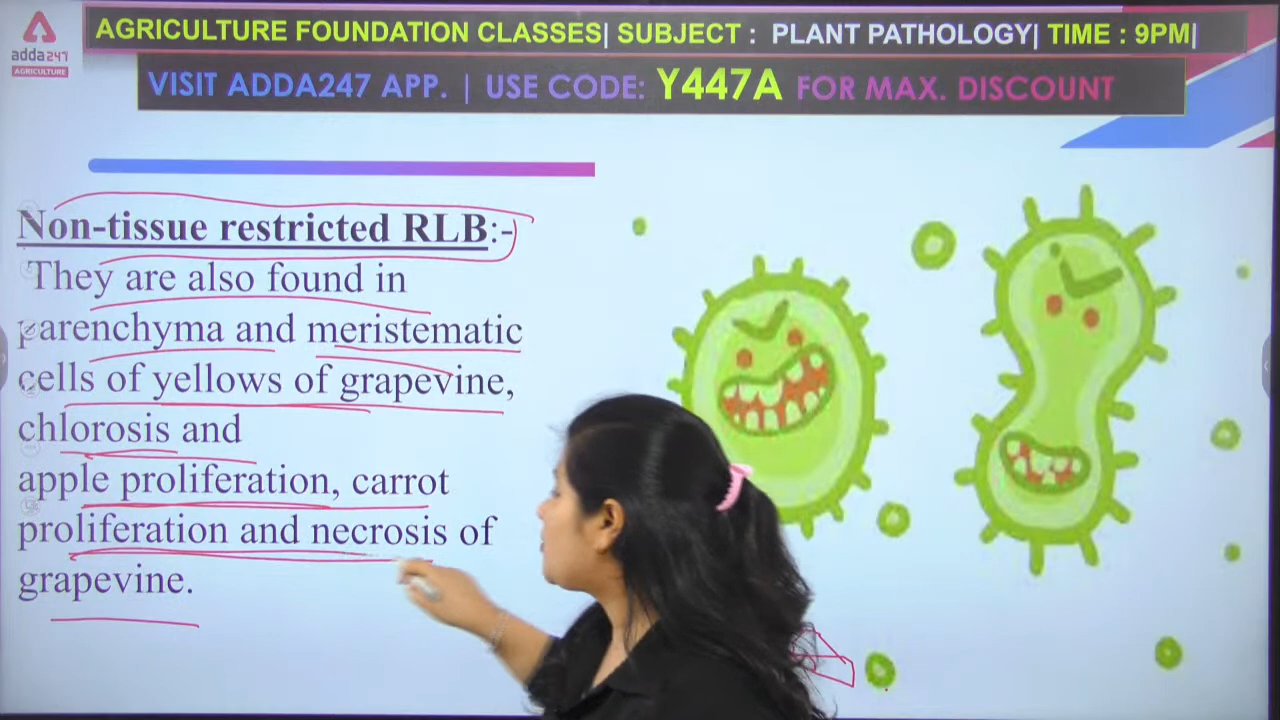 AGRICULTURE FOUNDATION CLASSES| SUBJECT : PLANT PATHOLOGY| TIME : 9PM|
adda247
AGRICULTURE
VISIT ADDA247 APP. | USE CODE: Y447A FOR MAX. DISCOUNT
Non-tissue restricted RLB:-
They are also found in
parenchyma and meristematic
cells of yellows of grapevine,
chlorosis and
apple proliferation, carrot
proliferation and necrosis of
grapevine.